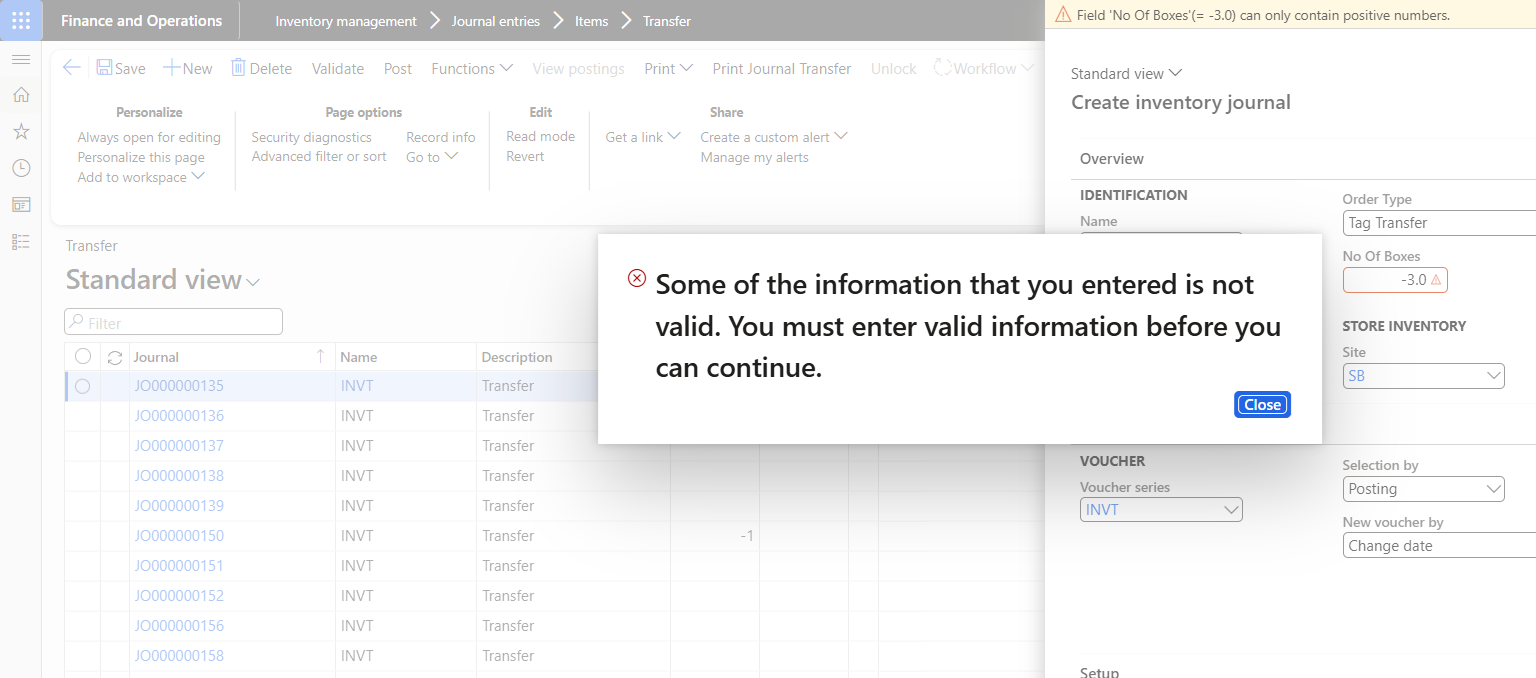 Finance and Operations
Inventory management
Journal entries
Items
Transfer
Field 'No Of Boxes'(= -3.0) can only contain positive numbers.
Save
New
Delete
Validate
Post
Functions
View postings
Print
Print Journal Transfer
Unlock
Workflow
Personalize
Always open for editing
Personalize this page
Add to workspace
Page options
Security diagnostics
Advanced filter or sort
Record info
Go to
Edit
Read mode
Revert
Share
Get a link
Create a custom alert
Manage my alerts
Transfer
Standard view
Filter
Journal Name Description
JO000000135 INVT Transfer
JO000000136 INVT Transfer
JO000000137 INVT Transfer
JO000000138 INVT Transfer
JO000000139 INVT Transfer
JO000000150 INVT Transfer -1
JO000000151 INVT Transfer
JO000000152 INVT Transfer
JO000000156 INVT Transfer
JO000000158 INVT Transfer
Some of the information that you entered is not
valid. You must enter valid information before you
can continue.
Close
Standard view
Create inventory journal
Overview
IDENTIFICATION
Name
Order Type
Tag Transfer
No Of Boxes
-3.0
STORE INVENTORY
Site
SB
VOUCHER
Voucher series
INVT
Selection by
Posting
New voucher by
Change date
Setup